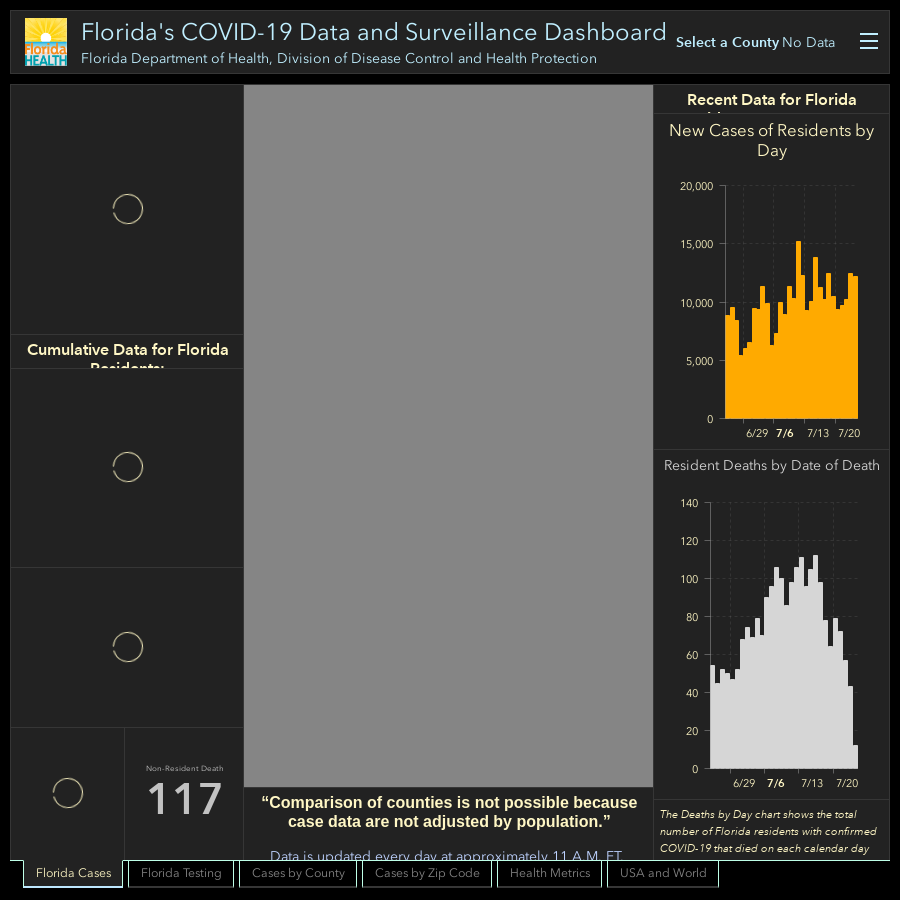 Florida HEALTH
Florida's COVID-19 Data and Surveillance Dashboard
Florida Department of Health, Division of Disease Control and Health Protection
Select a County No Data
Cumulative Data for Florida
Residents:
Non-Resident Death
117
“Comparison of counties is not possible because
case data are not adjusted by population.”
Data is updated every day at approximately 11 A.M. ET.
Recent Data for Florida
New Cases of Residents by
Day
20,000
15,000
10,000
5,000
0
6/29 7/6 7/13 7/20
Resident Deaths by Date of Death
140
120
100
80
60
40
20
0
6/29 7/6 7/13 7/20
The Deaths by Day chart shows the total
number of Florida residents with confirmed
COVID-19 that died on each calendar day
Florida Cases Florida Testing Cases by County Cases by Zip Code Health Metrics USA and World